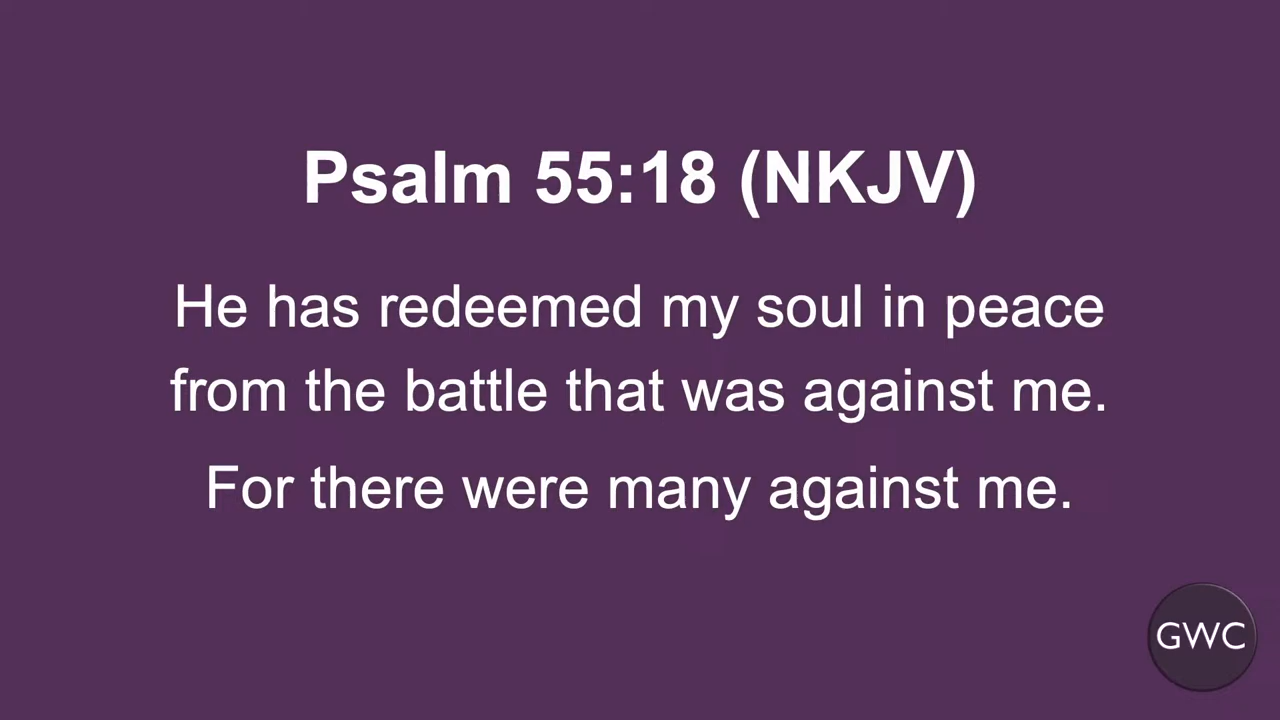 Psalm 55:18 (NKJV)
He has redeemed my soul in peace
from the battle that was against me.
For there were many against me.
GWC